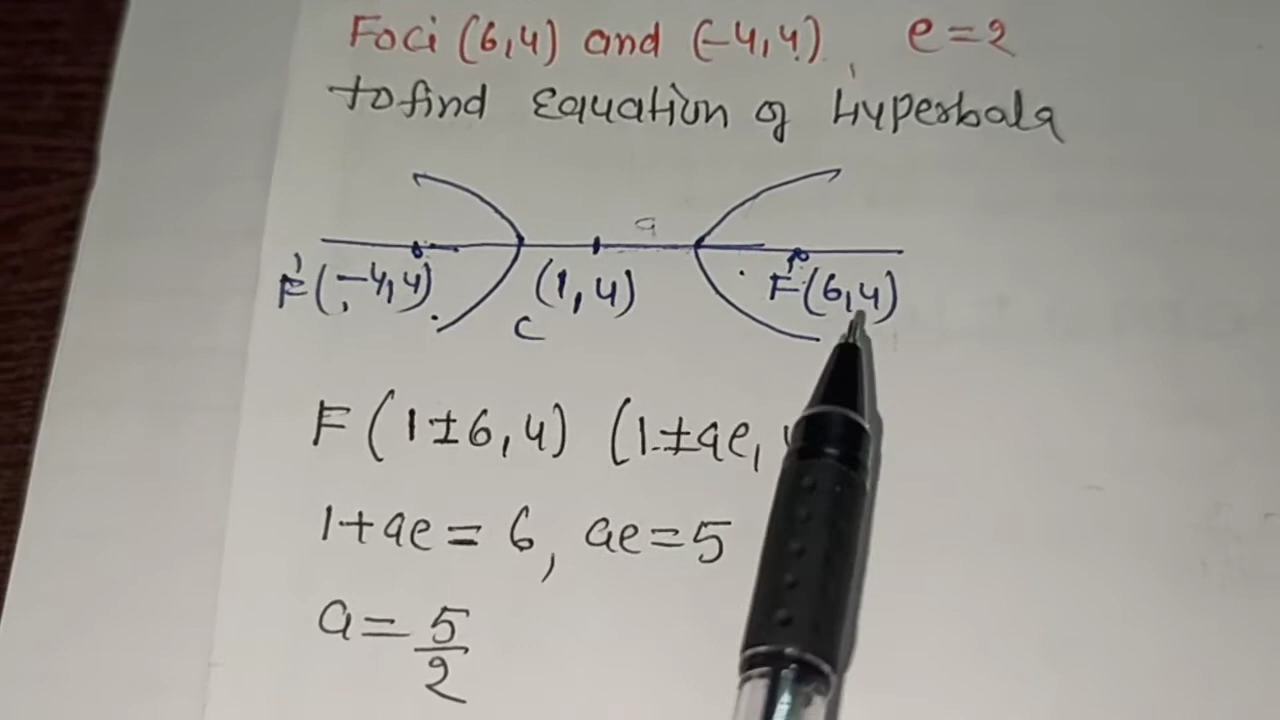 Foci (6,4) and (-4,4), e=2
to find Equation of Hyperbala
a
F'(-4,4) (1,4) F(6,4)
C
F(1±6,4) (1±ae,
1+ae = 6, ae=5
a= 5/2